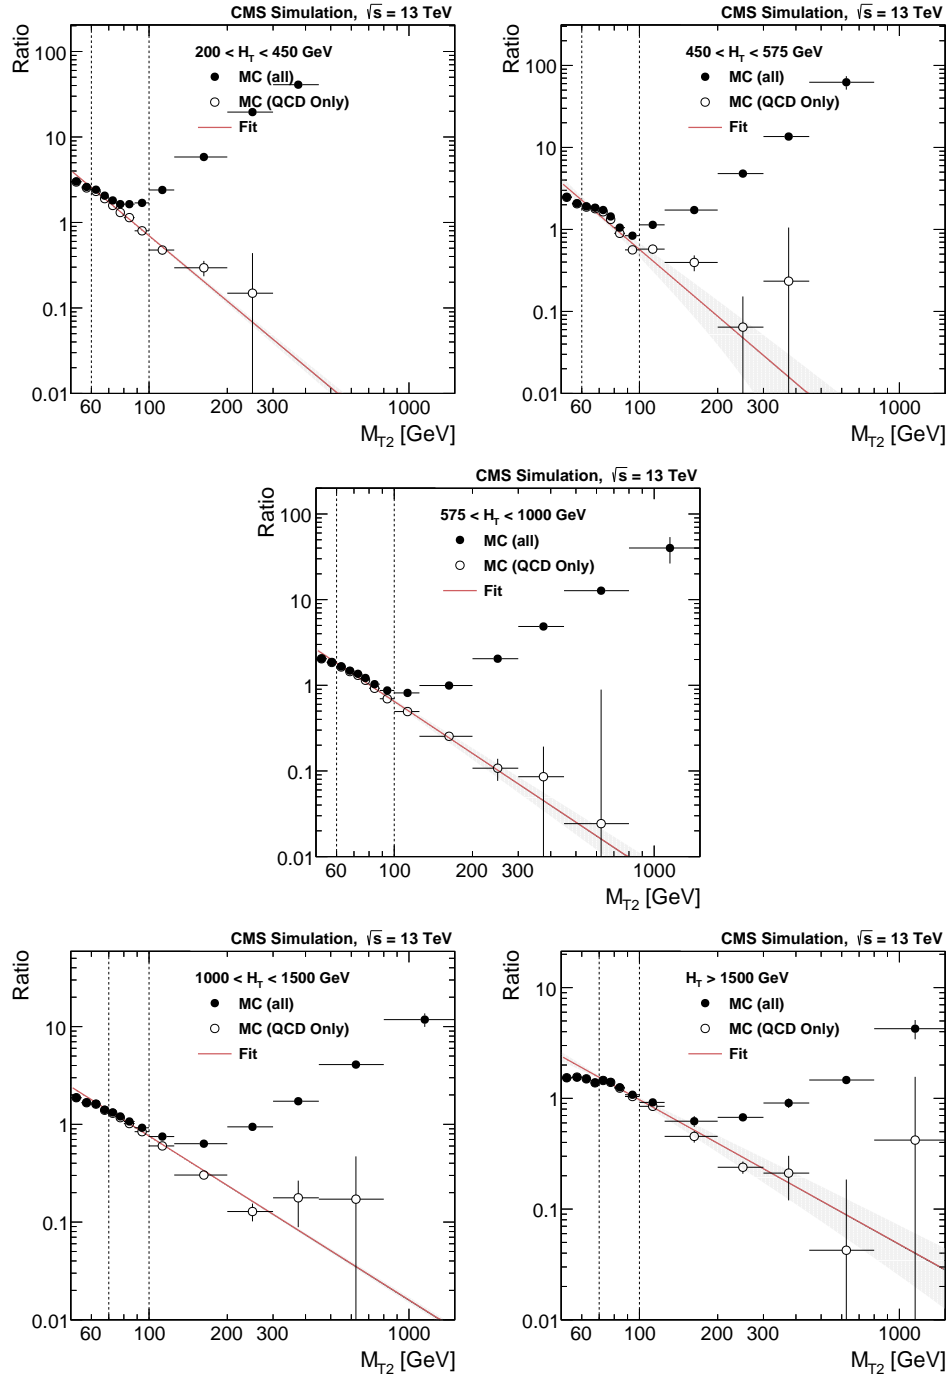 CMS Simulation, √s = 13 TeV
Ratio
200 < H_T < 450 GeV
MC (all)
MC (QCD Only)
Fit
100
10
1
0.1
0.01
60 100 200 300 1000
M_T2 [GeV]
CMS Simulation, √s = 13 TeV
Ratio
450 < H_T < 575 GeV
MC (all)
MC (QCD Only)
Fit
100
10
1
0.1
0.01
60 100 200 300 1000
M_T2 [GeV]
CMS Simulation, √s = 13 TeV
Ratio
575 < H_T < 1000 GeV
MC (all)
MC (QCD Only)
Fit
100
10
1
0.1
0.01
60 100 200 300 1000
M_T2 [GeV]
CMS Simulation, √s = 13 TeV
Ratio
1000 < H_T < 1500 GeV
MC (all)
MC (QCD Only)
Fit
10
1
0.1
0.01
60 100 200 300 1000
M_T2 [GeV]
CMS Simulation, √s = 13 TeV
Ratio
H_T > 1500 GeV
MC (all)
MC (QCD Only)
Fit
10
1
0.1
0.01
60 100 200 300 1000
M_T2 [GeV]